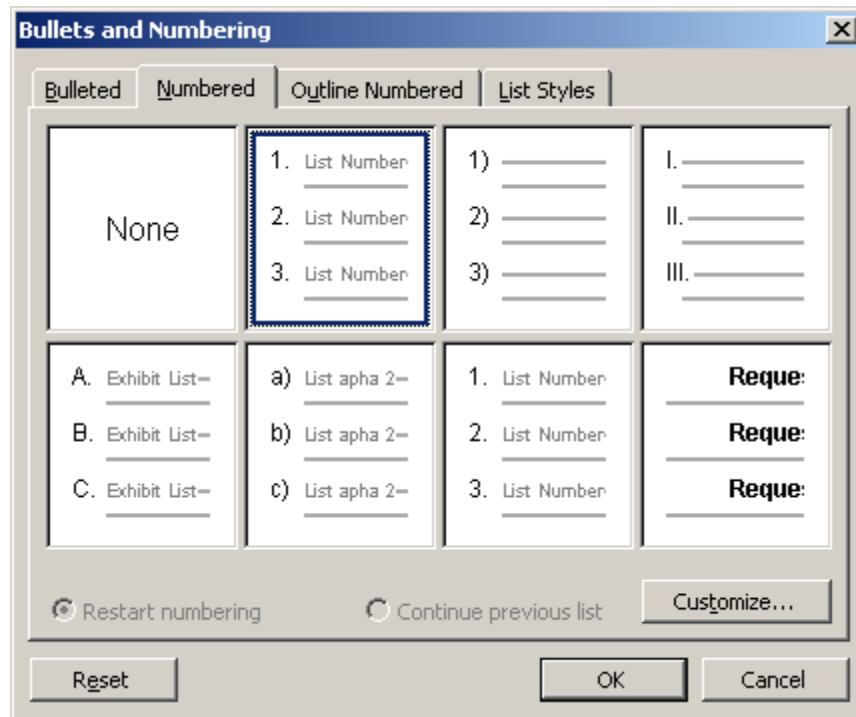 Bullets and Numbering
Bulleted Numbered Outline Numbered List Styles
None
1. List Number
2. List Number
3. List Number
1)
2)
3)
I.
II.
III.
A. Exhibit List
B. Exhibit List
C. Exhibit List
a) List apha 2
b) List apha 2
c) List apha 2
1. List Number
2. List Number
3. List Number
Reque
Reque
Reque
Restart numbering Continue previous list Customize...
Reset OK Cancel